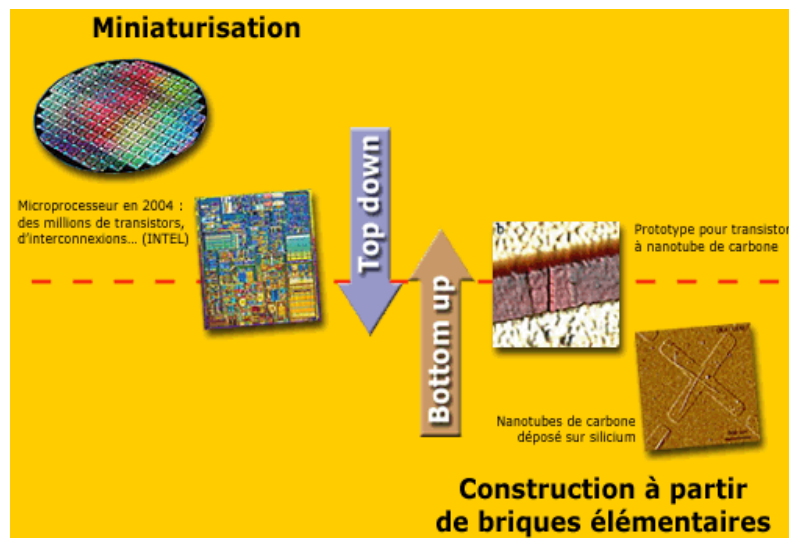 Miniaturisation
Microprocesseur en 2004 :
des millions de transistors,
d'interconnexions... (INTEL)
Top down
Bottom up
b
Prototype pour transistor
à nanotube de carbone
Nanotubes de carbone
déposé sur silicium
Construction à partir
de briques élémentaires